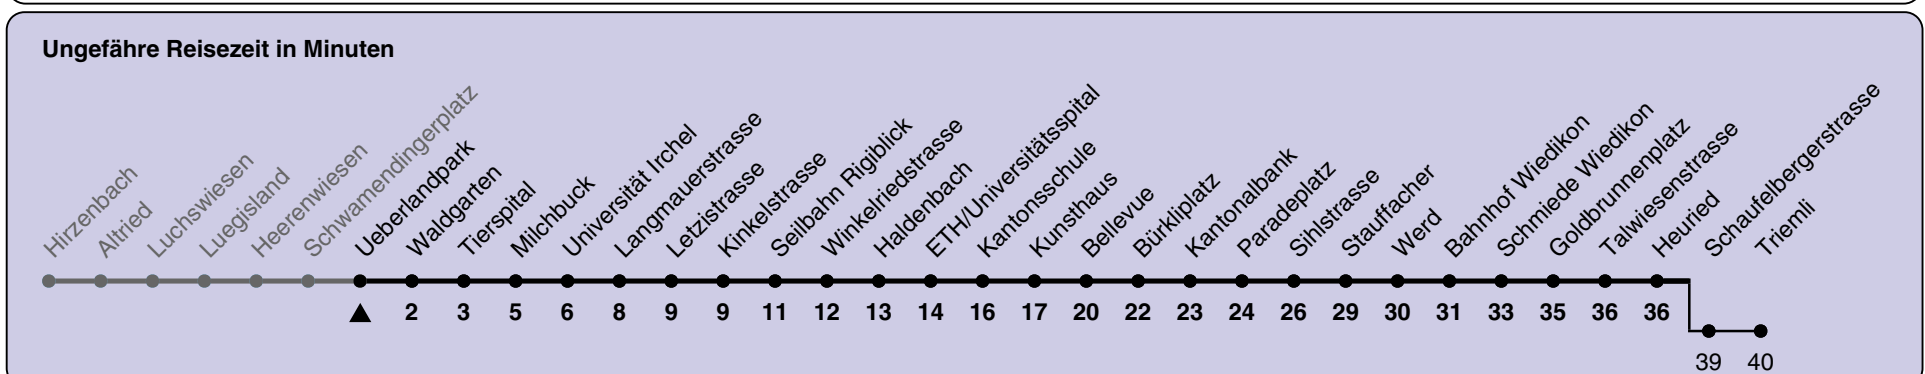 Ungefähre Reisezeit in Minuten
Hirzenbach
Altried
Luchswiesen
Luegisland
Heerenwiesen
Schwamendingerplatz
Ueberlandpark
Waldgarten
Tierspital
Milchbuck
Universität Irchel
Langmauerstrasse
Letzistrasse
Kinkelstrasse
Seilbahn Rigiblick
Winkelriedstrasse
Haldenbach
ETH/Universitätsspital
Kantonsschule
Kunsthaus
Bellevue
Bürkliplatz
Kantonalbank
Paradeplatz
Sihlstrasse
Stauffacher
Werd
Bahnhof Wiedikon
Schmiede Wiedikon
Goldbrunnenplatz
Talwiesenstrasse
Heuried
Schaufelbergerstrasse
Triemli
2 3 5 6 8 9 9 11 12 13 14 16 17 20 22 23 24 26 29 30 31 33 35 36 36
39 40